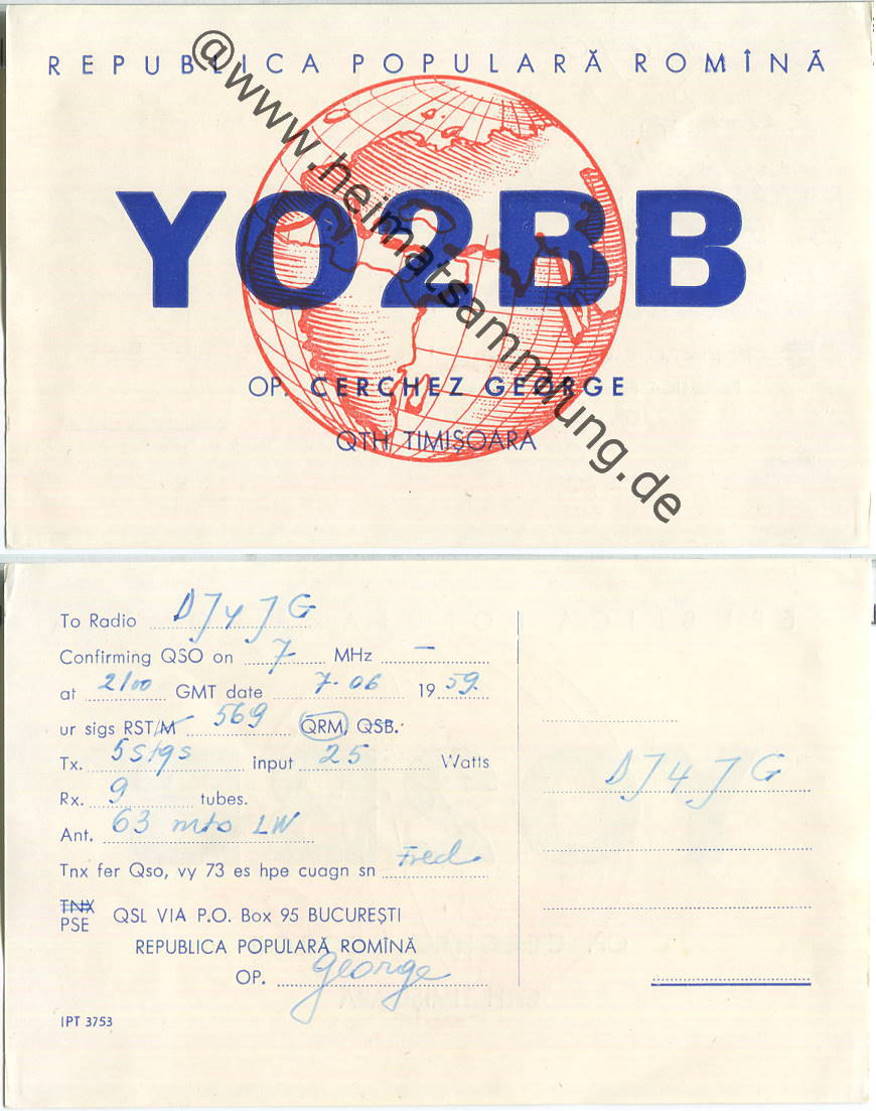 REPUBLICA POPULARĂ ROMÎNĂ
@www.heimatsammlung.de
YO2BB
OP. CERCHEZ GEORGE
QTH TIMIŞOARA
To Radio DJ4JG
Confirming QSO on 7 MHz —
at 2100 GMT date 7.06 1959.
ur sigs RST/M 569 QRM, QSB.
Tx. 5 stgs input 25 Watts
Rx. 9 tubes.
Ant. 63 mts LW
Tnx fer Qso, vy 73 es hpe cuagn sn Fred.
TNX
PSE QSL VIA P.O. Box 95 BUCUREŞTI
REPUBLICA POPULARĂ ROMÎNĂ
OP. george
IPT 3753
DJ4JG